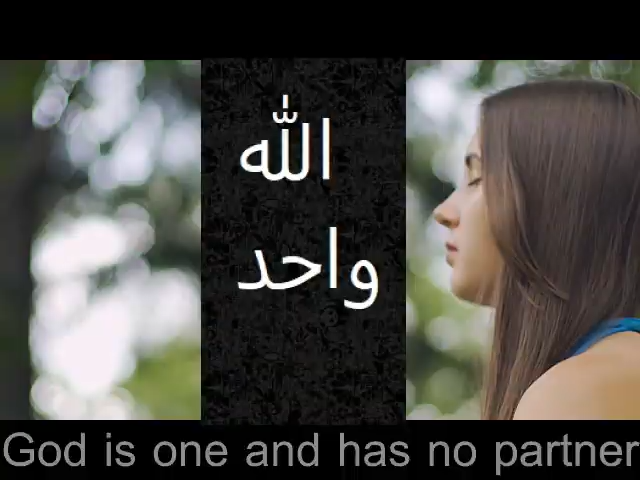 الله
واحد
God is one and has no partner